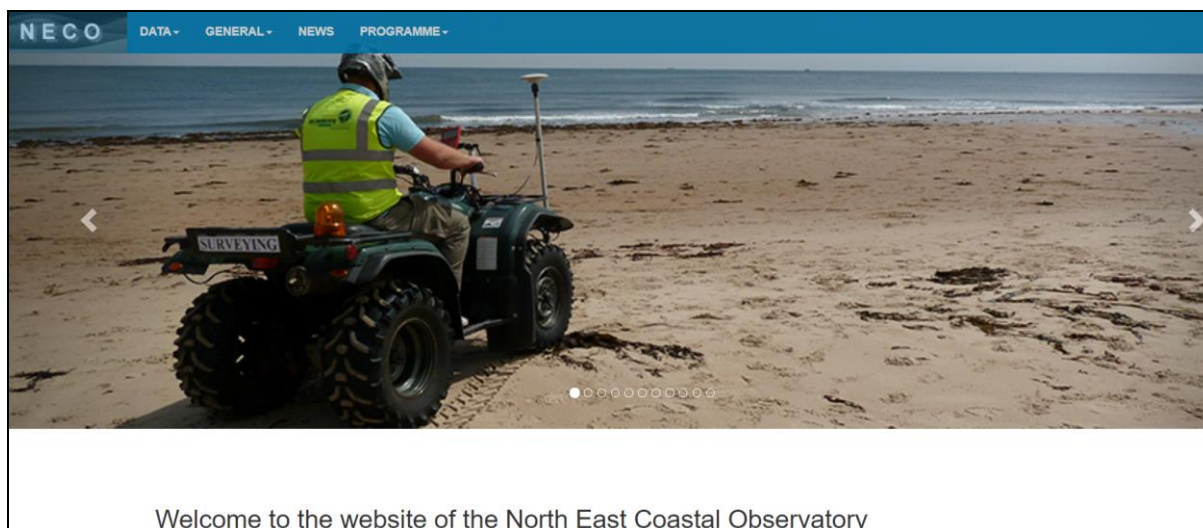 NECO DATA GENERAL NEWS PROGRAMME
SURVEYING
Welcome to the website of the North East Coastal Observatory